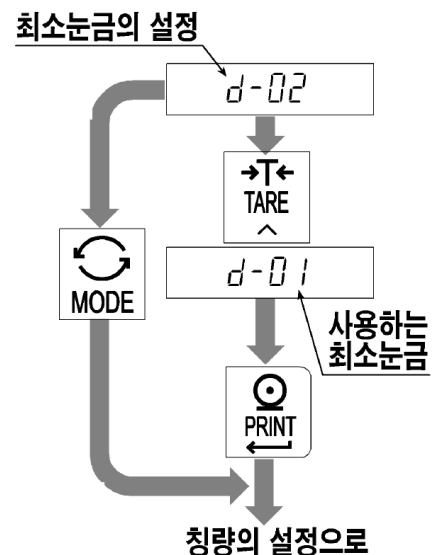 최소눈금의 설정
d-02
→T←
TARE
MODE
d-01
사용하는
최소눈금
PRINT
칭량의 설정으로